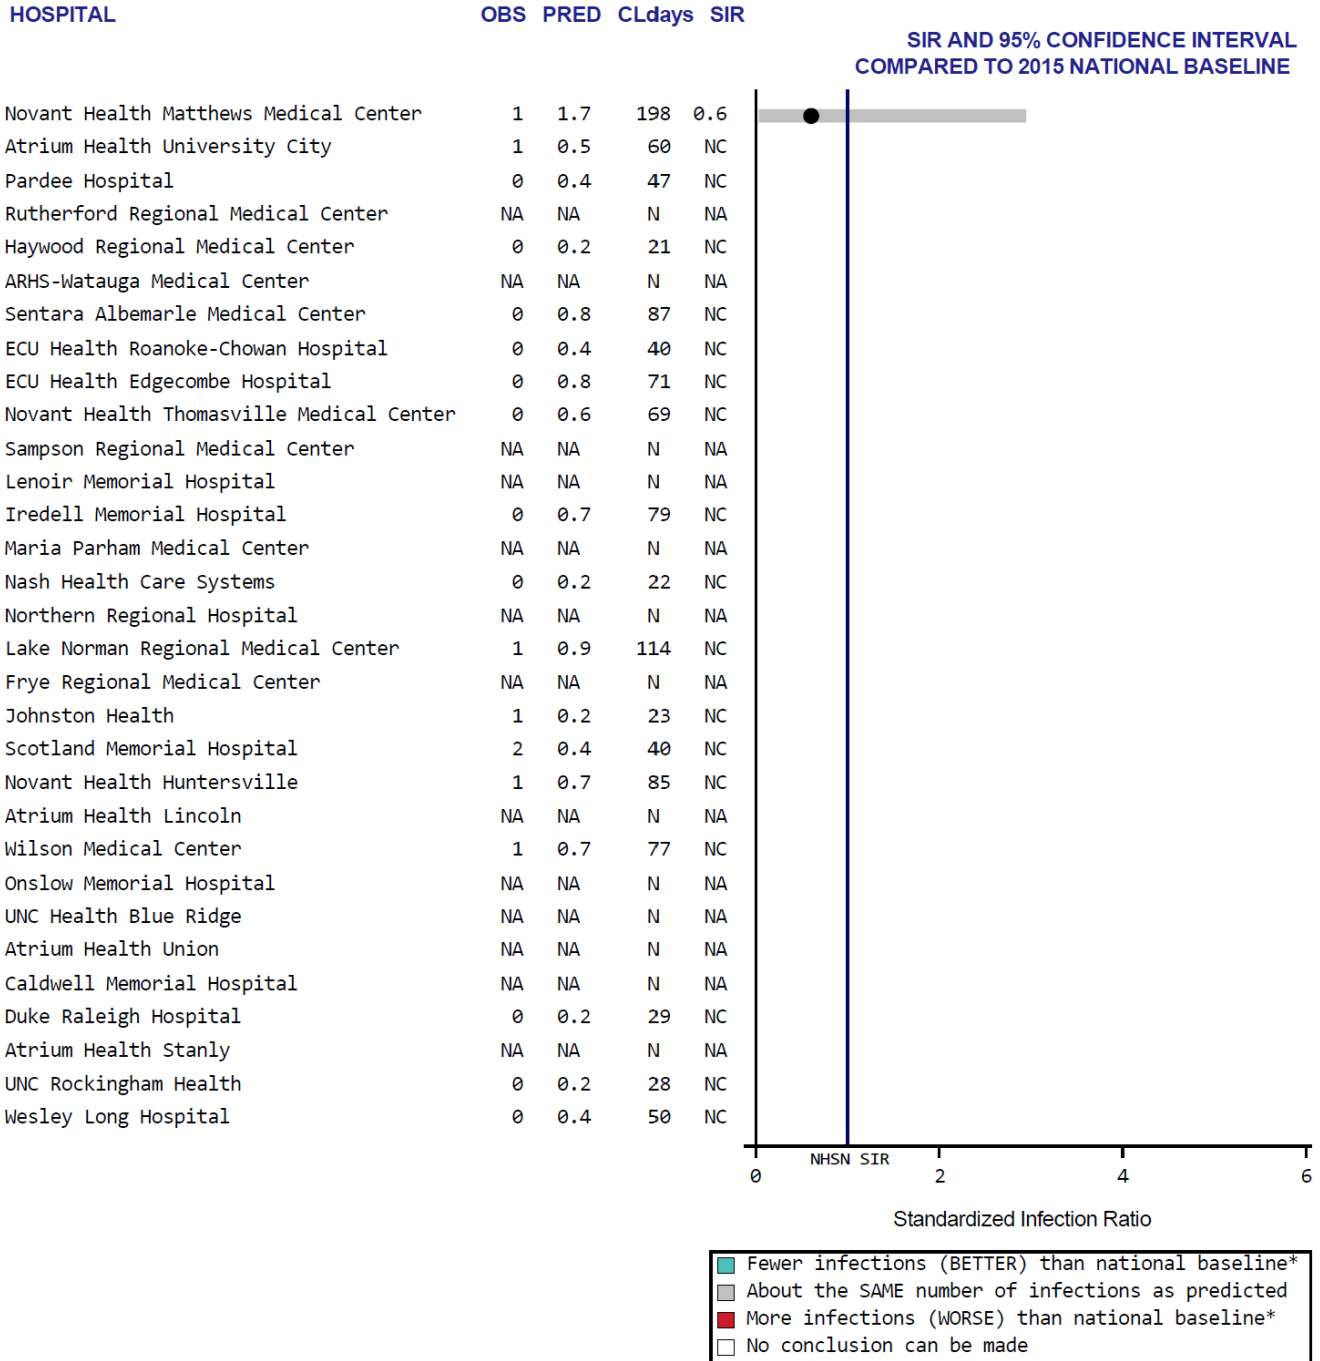 HOSPITAL OBS PRED CLdays SIR
SIR AND 95% CONFIDENCE INTERVAL
COMPARED TO 2015 NATIONAL BASELINE
Novant Health Matthews Medical Center 1 1.7 198 0.6
Atrium Health University City 1 0.5 60 NC
Pardee Hospital 0 0.4 47 NC
Rutherford Regional Medical Center NA NA N NA
Haywood Regional Medical Center 0 0.2 21 NC
ARHS-Watauga Medical Center NA NA N NA
Sentara Albemarle Medical Center 0 0.8 87 NC
ECU Health Roanoke-Chowan Hospital 0 0.4 40 NC
ECU Health Edgecombe Hospital 0 0.8 71 NC
Novant Health Thomasville Medical Center 0 0.6 69 NC
Sampson Regional Medical Center NA NA N NA
Lenoir Memorial Hospital NA NA N NA
Iredell Memorial Hospital 0 0.7 79 NC
Maria Parham Medical Center NA NA N NA
Nash Health Care Systems 0 0.2 22 NC
Northern Regional Hospital NA NA N NA
Lake Norman Regional Medical Center 1 0.9 114 NC
Frye Regional Medical Center NA NA N NA
Johnston Health 1 0.2 23 NC
Scotland Memorial Hospital 2 0.4 40 NC
Novant Health Huntersville 1 0.7 85 NC
Atrium Health Lincoln NA NA N NA
Wilson Medical Center 1 0.7 77 NC
Onslow Memorial Hospital NA NA N NA
UNC Health Blue Ridge NA NA N NA
Atrium Health Union NA NA N NA
Caldwell Memorial Hospital NA NA N NA
Duke Raleigh Hospital 0 0.2 29 NC
Atrium Health Stanly NA NA N NA
UNC Rockingham Health 0 0.2 28 NC
Wesley Long Hospital 0 0.4 50 NC
NHSN SIR
0 2 4 6
Standardized Infection Ratio
Fewer infections (BETTER) than national baseline*
About the SAME number of infections as predicted
More infections (WORSE) than national baseline*
No conclusion can be made